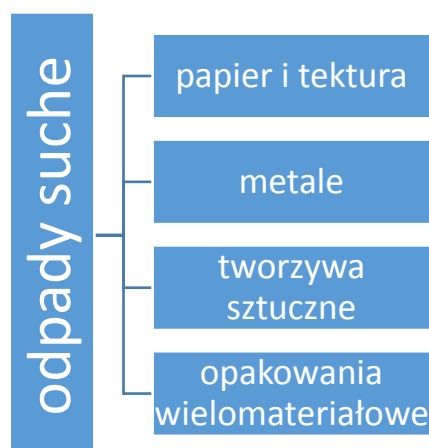 odpady suche
papier i tektura
metale
tworzywa
sztuczne
opakowania
wielomateriałowe